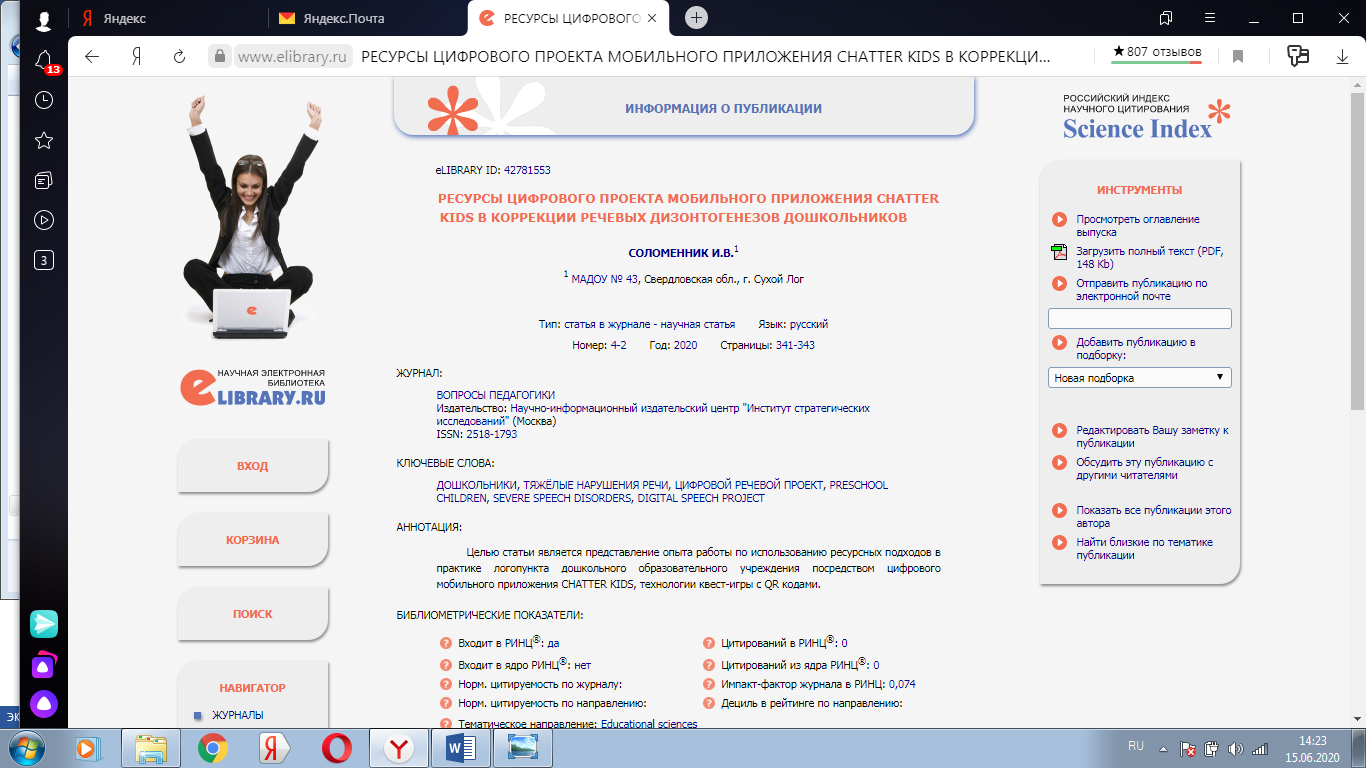 Яндекс
Яндекс.Почта
РЕСУРСЫ ЦИФРОВОГО
13
www.elibrary.ru
РЕСУРСЫ ЦИФРОВОГО ПРОЕКТА МОБИЛЬНОГО ПРИЛОЖЕНИЯ CHATTER KIDS В КОРРЕКЦИ...
807 отзывов
3
ИНФОРМАЦИЯ О ПУБЛИКАЦИИ
eLIBRARY ID: 42781553
РЕСУРСЫ ЦИФРОВОГО ПРОЕКТА МОБИЛЬНОГО ПРИЛОЖЕНИЯ CHATTER
KIDS В КОРРЕКЦИИ РЕЧЕВЫХ ДИЗОНТОГЕНЕЗОВ ДОШКОЛЬНИКОВ
СОЛОМЕННИК И.В.1
1 МАДОУ № 43, Свердловская обл., г. Сухой Лог
Тип: статья в журнале - научная статья Язык: русский
Номер: 4-2 Год: 2020 Страницы: 341-343
ЖУРНАЛ:
ВОПРОСЫ ПЕДАГОГИКИ
Издательство: Научно-информационный издательский центр "Институт стратегических
исследований" (Москва)
ISSN: 2518-1793
КЛЮЧЕВЫЕ СЛОВА:
ДОШКОЛЬНИКИ, ТЯЖЁЛЫЕ НАРУШЕНИЯ РЕЧИ, ЦИФРОВОЙ РЕЧЕВОЙ ПРОЕКТ, PRESCHOOL
CHILDREN, SEVERE SPEECH DISORDERS, DIGITAL SPEECH PROJECT
АННОТАЦИЯ:
Целью статьи является представление опыта работы по использованию ресурсных подходов в
практике логопункта дошкольного образовательного учреждения посредством цифрового
мобильного приложения CHATTER KIDS, технологии квест-игры с QR кодами.
БИБЛИОМЕТРИЧЕСКИЕ ПОКАЗАТЕЛИ:
Входит в РИНЦ®: да
Цитирований в РИНЦ®: 0
Входит в ядро РИНЦ®: нет
Цитирований из ядра РИНЦ®: 0
Норм. цитируемость по журналу:
Импакт-фактор журнала в РИНЦ: 0,074
Норм. цитируемость по направлению:
Дециль в рейтинге по направлению:
Тематическое направление: Educational sciences
НАУЧНАЯ ЭЛЕКТРОННАЯ
БИБЛИОТЕКА
eLIBRARY.RU
ВХОД
КОРЗИНА
ПОИСК
НАВИГАТОР
ЖУРНАЛЫ
РОССИЙСКИЙ ИНДЕКС
НАУЧНОГО ЦИТИРОВАНИЯ
Science Index
ИНСТРУМЕНТЫ
Просмотреть оглавление
выпуска
Загрузить полный текст (PDF,
148 Kb)
Отправить публикацию по
электронной почте
Добавить публикацию в
подборку:
Новая подборка
Редактировать Вашу заметку к
публикации
Обсудить эту публикацию с
другими читателями
Показать все публикации этого
автора
Найти близкие по тематике
публикации
ЭК
RU
14:23
15.06.2020